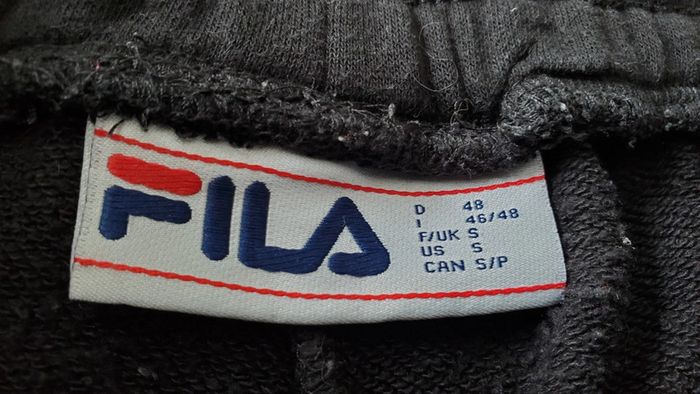 FILA
D 48
I 46/48
F/UK S
US S
CAN S/P